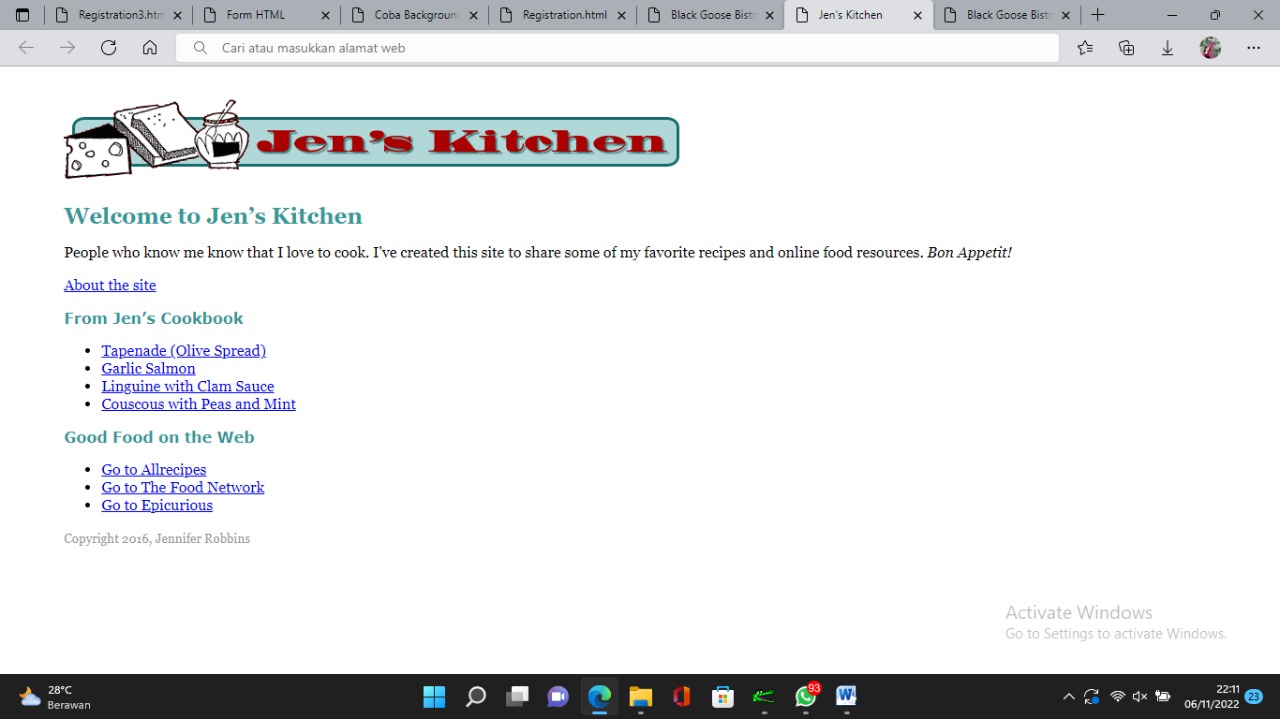 Registration3.htm
Form HTML
Coba Background
Registration.html
Black Goose Bistr
Jen's Kitchen
Black Goose Bistr
Cari atau masukkan alamat web
Jen's Kitchen
Welcome to Jen’s Kitchen
People who know me know that I love to cook. I've created this site to share some of my favorite recipes and online food resources. Bon Appetit!
About the site
From Jen’s Cookbook
Tapenade (Olive Spread)
Garlic Salmon
Linguine with Clam Sauce
Couscous with Peas and Mint
Good Food on the Web
Go to Allrecipes
Go to The Food Network
Go to Epicurious
Copyright 2016, Jennifer Robbins
Activate Windows
Go to Settings to activate Windows.
28°C
Berawan
93
W
22:11
06/11/2022
23